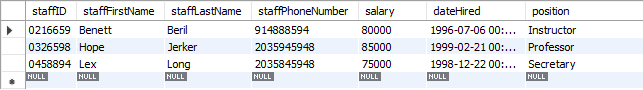 staffID staffFirstName staffLastName staffPhoneNumber salary dateHired position
0216659 Benett Beril 914888594 80000 1996-07-06 00:... Instructor
0326598 Hope Jerker 2035945948 85000 1999-02-21 00:... Professor
0458894 Lex Long 2035845948 75000 1998-12-22 00:... Secretary
NULL NULL NULL NULL NULL NULL NULL